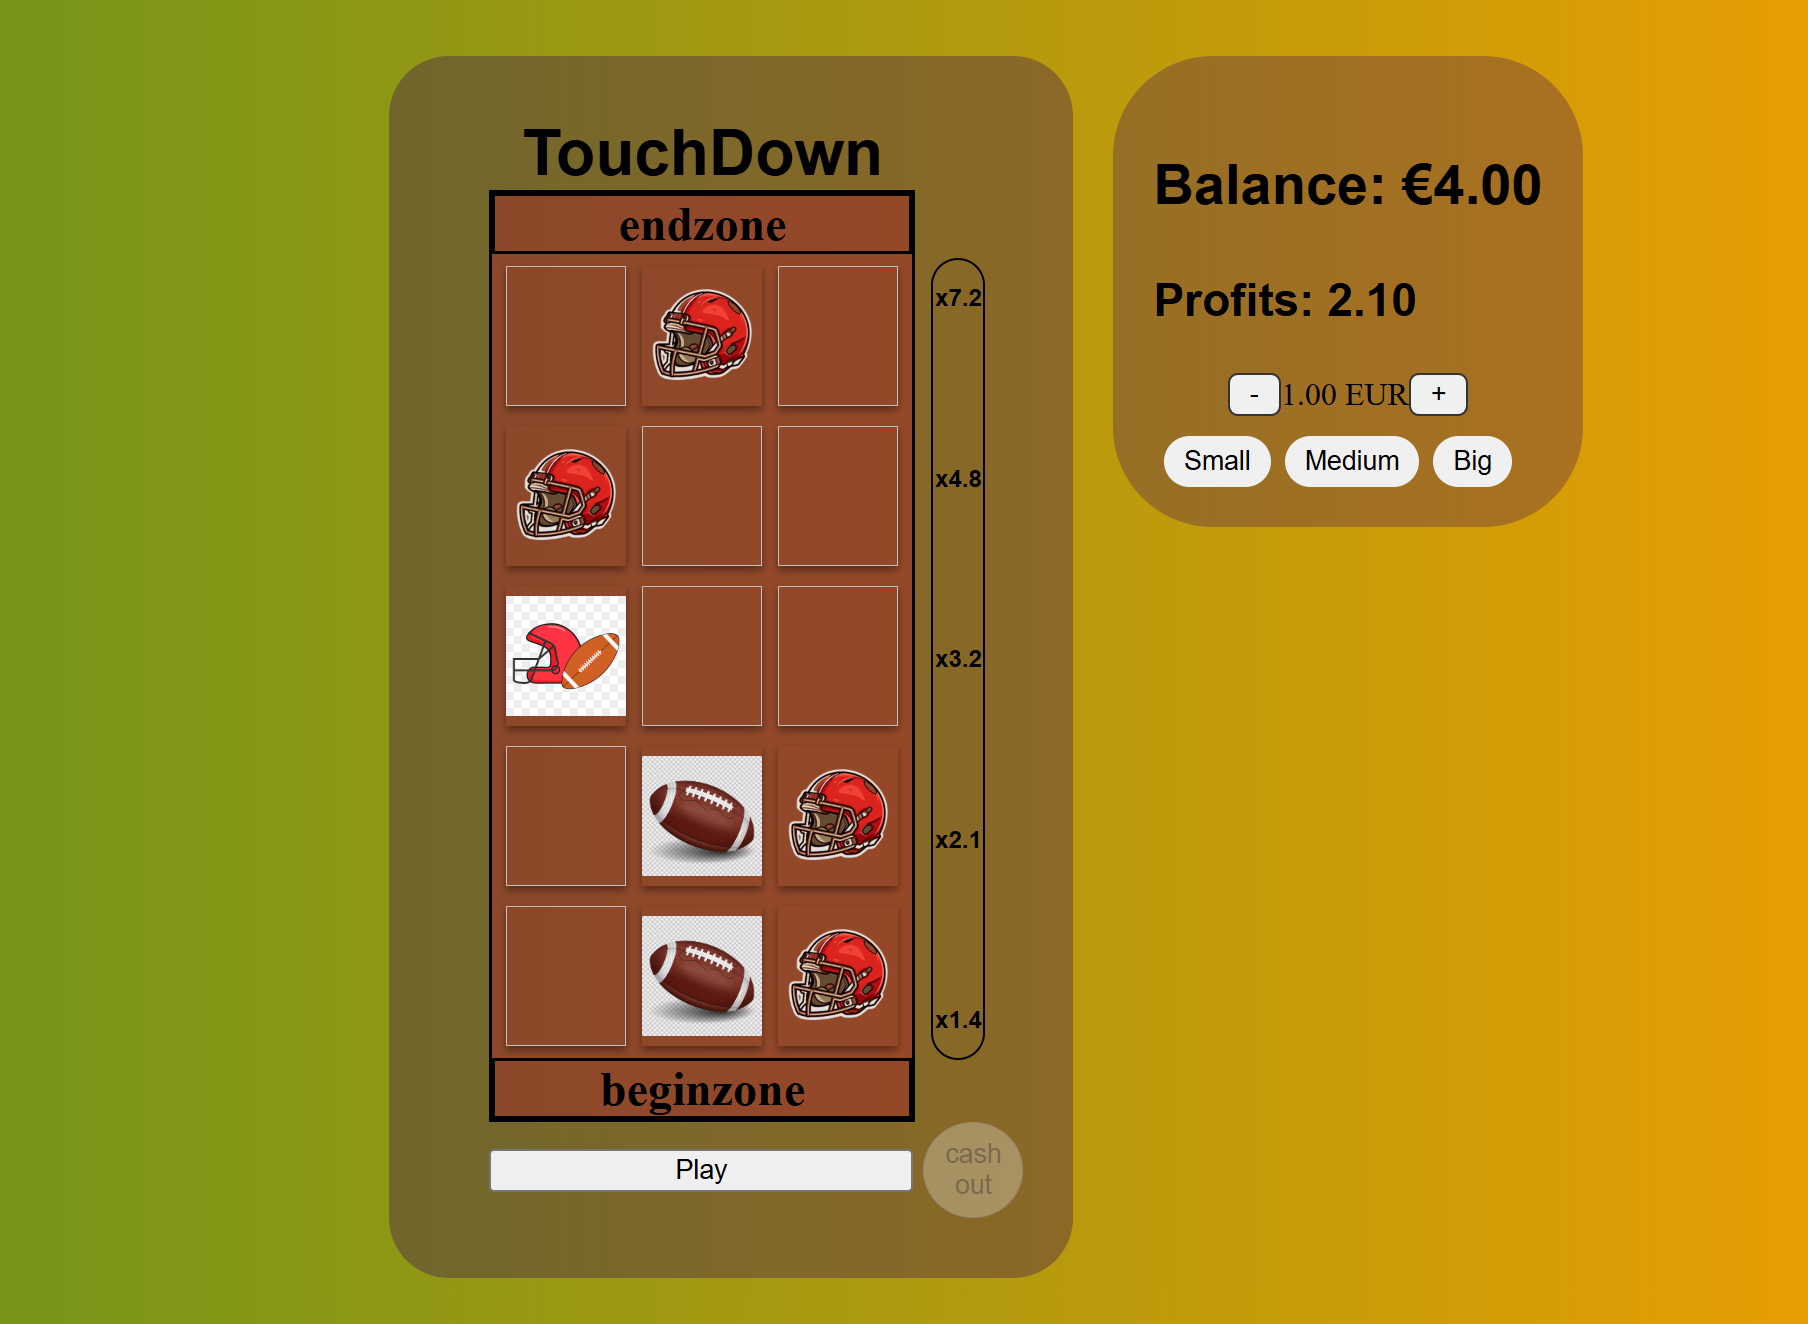 TouchDown
endzone
x7.2
x4.8
x3.2
x2.1
x1.4
beginzone
Play
cash
out
Balance: €4.00
Profits: 2.10
- 1.00 EUR +
Small Medium Big